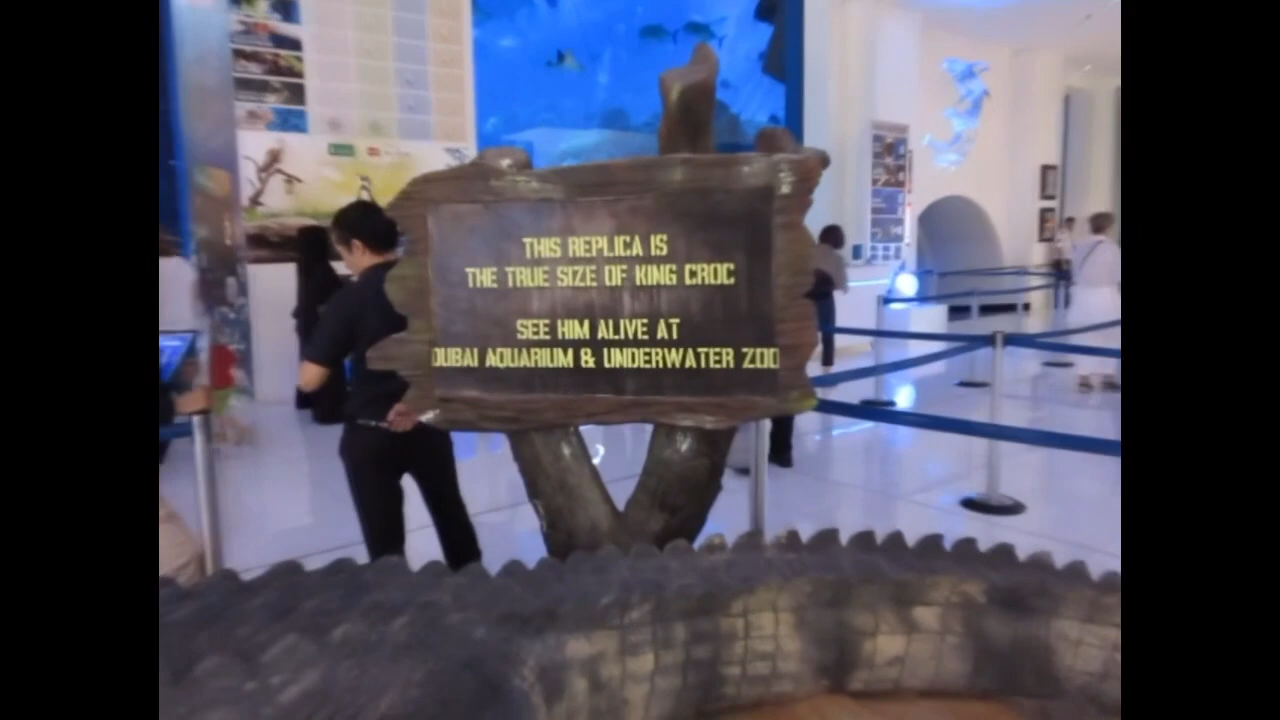 THIS REPLICA IS
THE TRUE SIZE OF KING CROC
SEE HIM ALIVE AT
DUBAI AQUARIUM & UNDERWATER ZOO